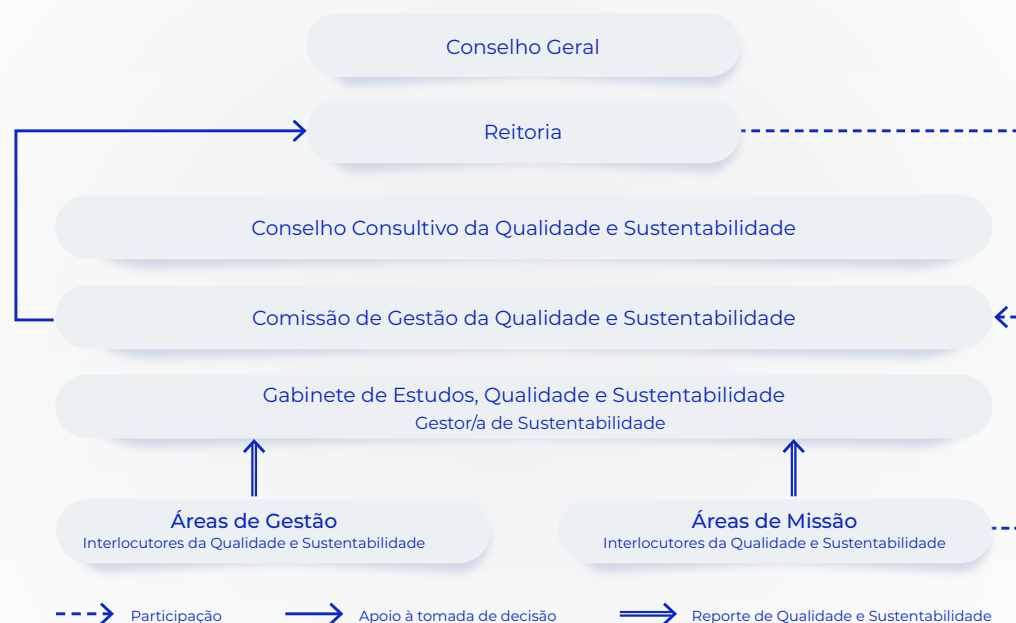 Conselho Geral
Reitoria
Conselho Consultivo da Qualidade e Sustentabilidade
Comissão de Gestão da Qualidade e Sustentabilidade
Gabinete de Estudos, Qualidade e Sustentabilidade
Gestor/a de Sustentabilidade
Áreas de Gestão
Interlocutores da Qualidade e Sustentabilidade
Áreas de Missão
Interlocutores da Qualidade e Sustentabilidade
Participação
Apoio à tomada de decisão
Reporte de Qualidade e Sustentabilidade